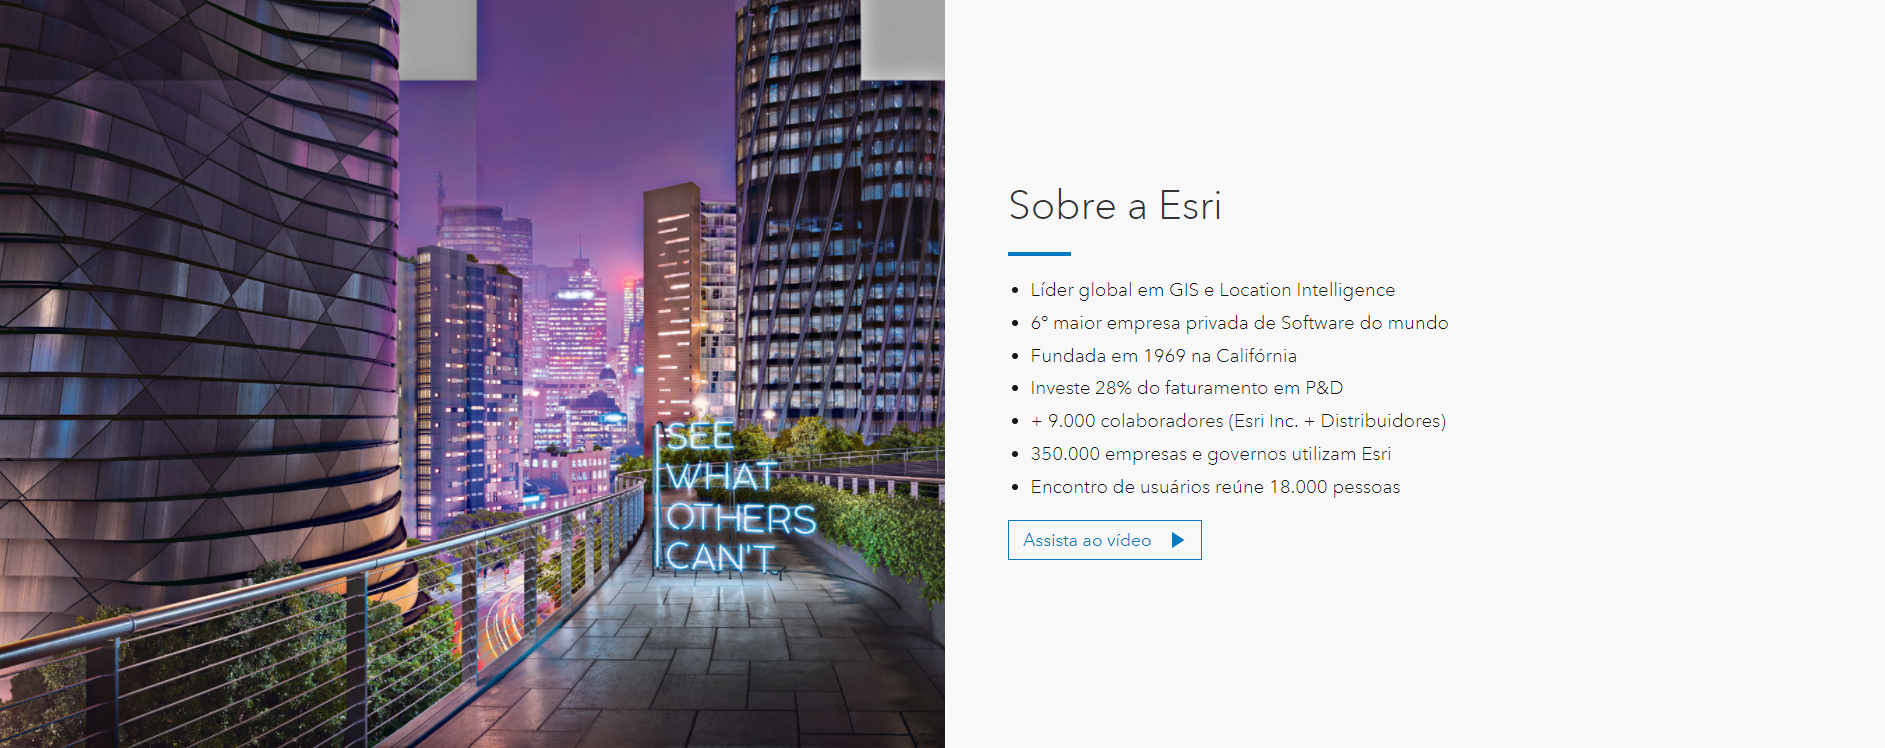 SEE
WHAT
OTHERS
CAN'T
Sobre a Esri
Líder global em GIS e Location Intelligence
6º maior empresa privada de Software do mundo
Fundada em 1969 na Califórnia
Investe 28% do faturamento em P&D
+ 9.000 colaboradores (Esri Inc. + Distribuidores)
350.000 empresas e governos utilizam Esri
Encontro de usuários reúne 18.000 pessoas
Assista ao vídeo